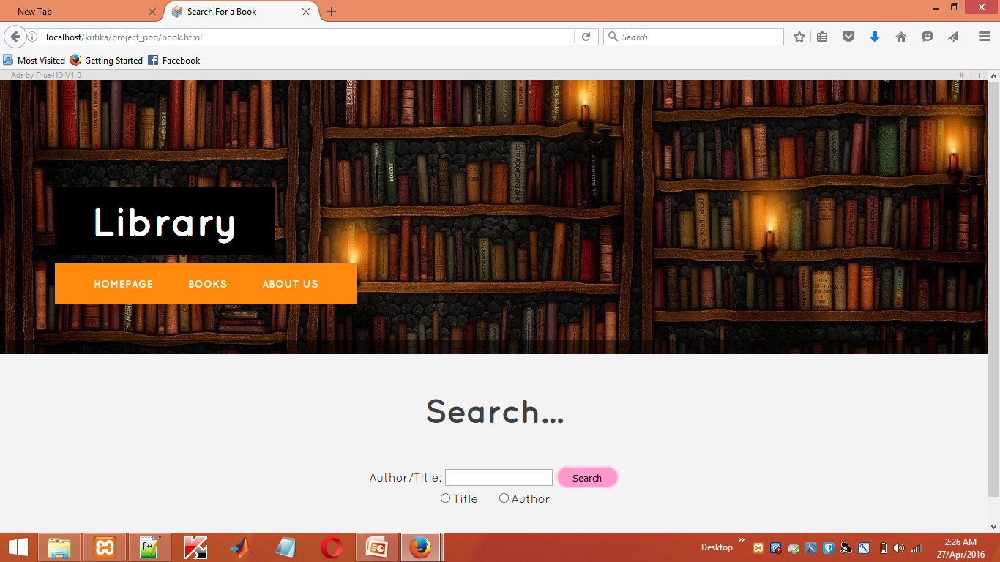 New Tab
Search For a Book
localhost/kritika/project_poo/book.html
Search
Most Visited Getting Started Facebook
Ads by Plus-HD-V1.9 X | i
Library
HOMEPAGE BOOKS ABOUT US
Search...
Author/Title: Search
Title Author
Desktop
2:26 AM
27/Apr/2016